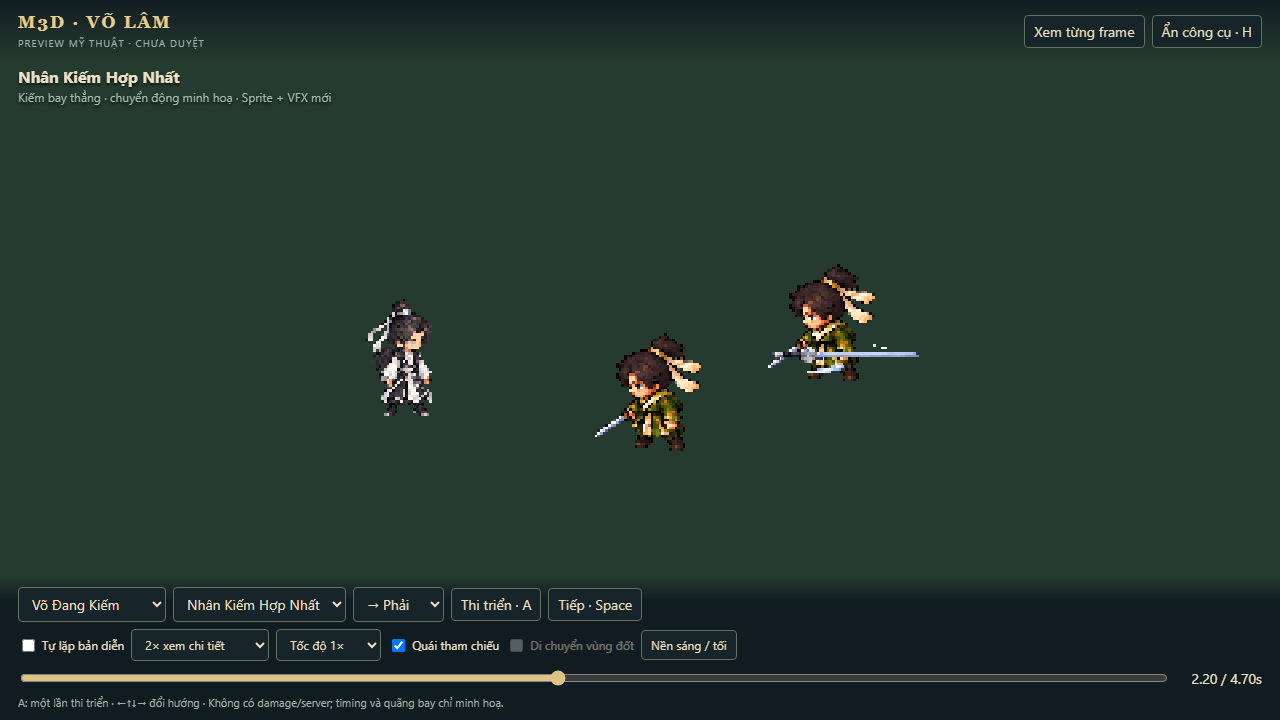 M3D · VÕ LÂM
PREVIEW MỸ THUẬT · CHƯA DUYỆT
Xem từng frame
Ẩn công cụ · H
Nhân Kiếm Hợp Nhất
Kiếm bay thẳng · chuyển động minh hoạ · Sprite + VFX mới
Võ Đang Kiếm
Nhân Kiếm Hợp Nhất
→ Phải
Thi triển · A
Tiếp · Space
Tự lặp bản diễn
2× xem chi tiết
Tốc độ 1×
Quái tham chiếu
Di chuyển vùng đốt
Nền sáng / tối
2.20 / 4.70s
A: một lần thi triển · ←↑↓→ đổi hướng · Không có damage/server; timing và quãng bay chỉ minh hoạ.